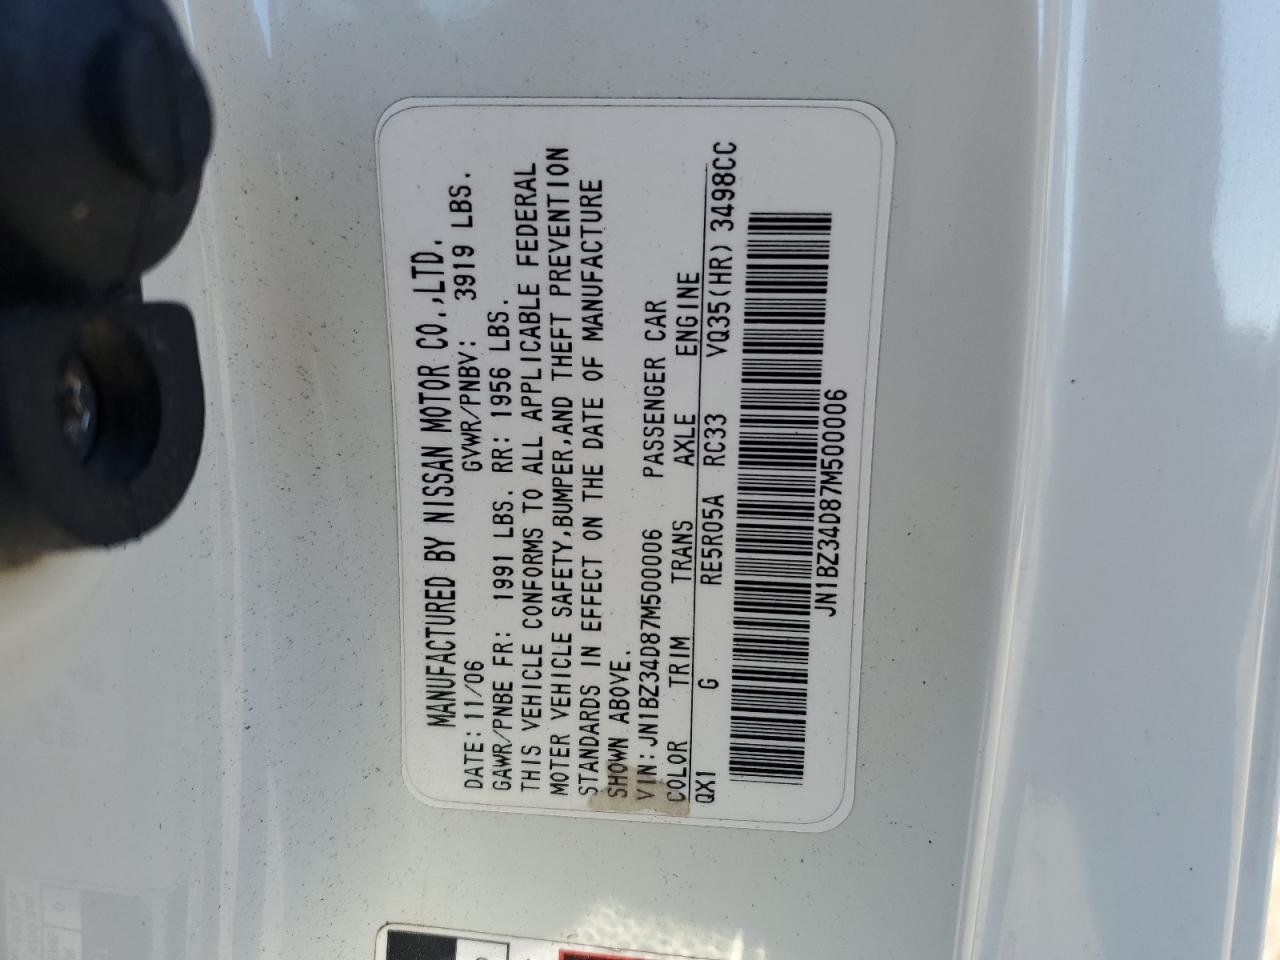 MANUFACTURED BY NISSAN MOTOR CO.,LTD.
DATE: 11/06 GVWR/PNBV: 3919 LBS.
GAWR/PNBE FR: 1991 LBS. RR: 1956 LBS.
THIS VEHICLE CONFORMS TO ALL APPLICABLE FEDERAL
MOTER VEHICLE SAFETY,BUMPER,AND THEFT PREVENTION
STANDARDS IN EFFECT ON THE DATE OF MANUFACTURE
SHOWN ABOVE.
VIN: JN1BZ34D87M500006 PASSENGER CAR
COLOR TRIM TRANS AXLE ENGINE
QX1 G RE5R05A RC33 VQ35(HR) 3498CC
JN1BZ34D87M500006